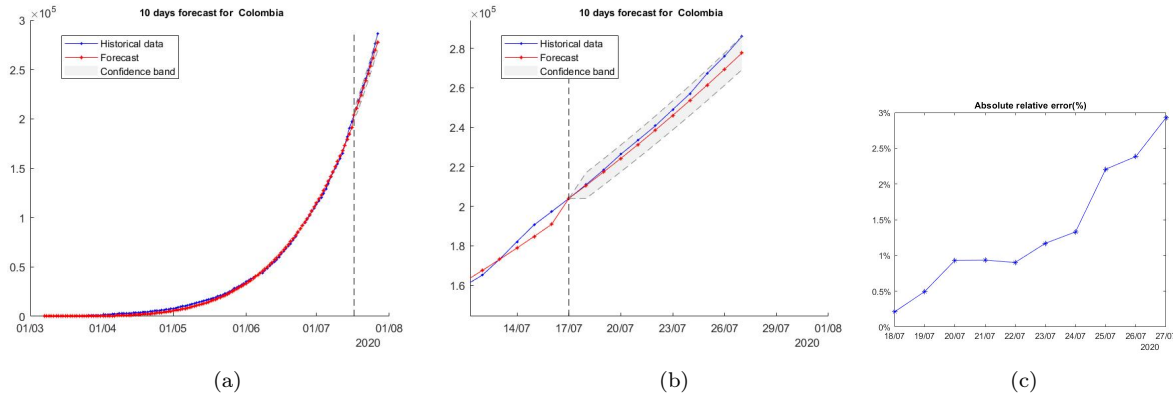 10 days forecast for Colombia
×10^5
Historical data
Forecast
Confidence band
3
2.5
2
1.5
1
0.5
0
01/03 01/04 01/05 01/06 01/07 01/08
2020
(a)
10 days forecast for Colombia
×10^5
Historical data
Forecast
Confidence band
2.8
2.6
2.4
2.2
2
1.8
1.6
14/07 17/07 20/07 23/07 26/07 29/07 01/08
2020
(b)
Absolute relative error(%)
3%
2.5%
2%
1.5%
1%
0.5%
0%
18/07 19/07 20/07 21/07 22/07 23/07 24/07 25/07 26/07 27/07
2020
(c)